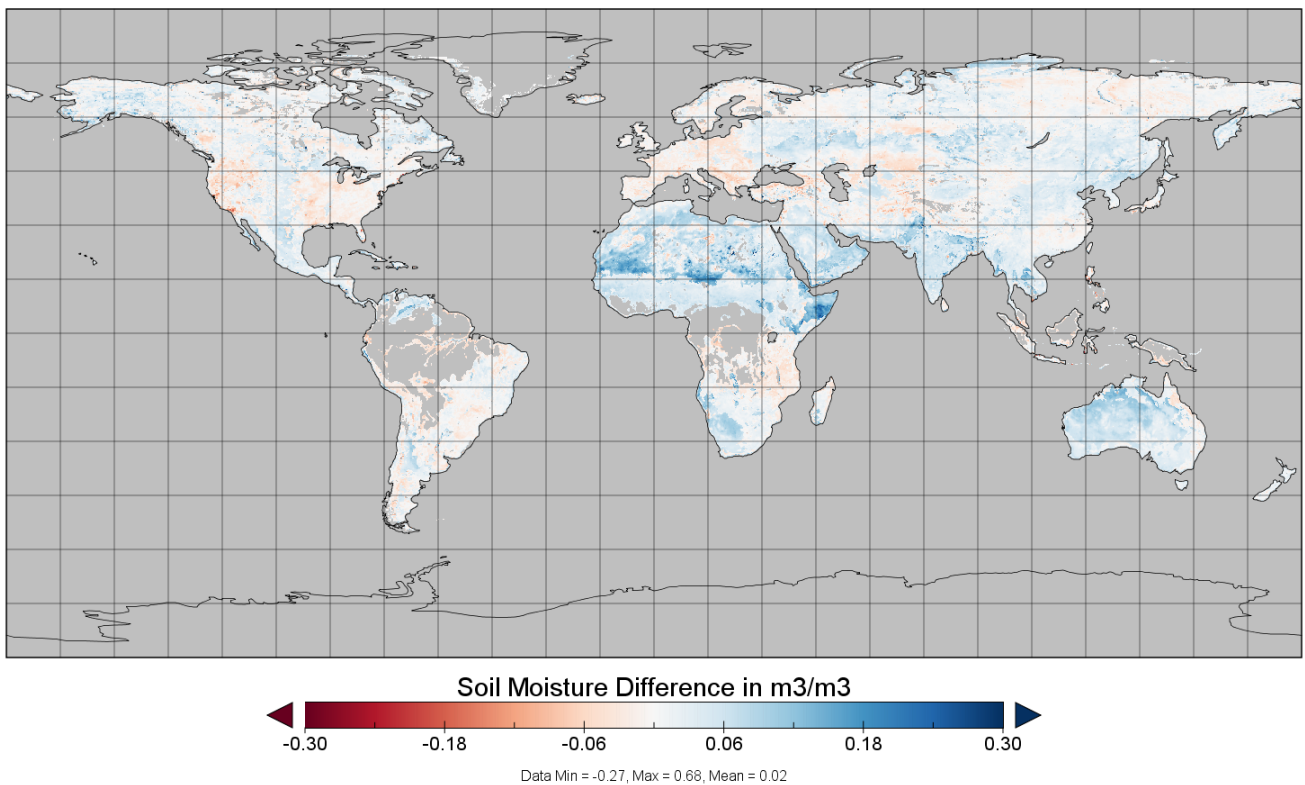 Soil Moisture Difference in m3/m3
-0.30 -0.18 -0.06 0.06 0.18 0.30
Data Min = -0.27, Max = 0.68, Mean = 0.02